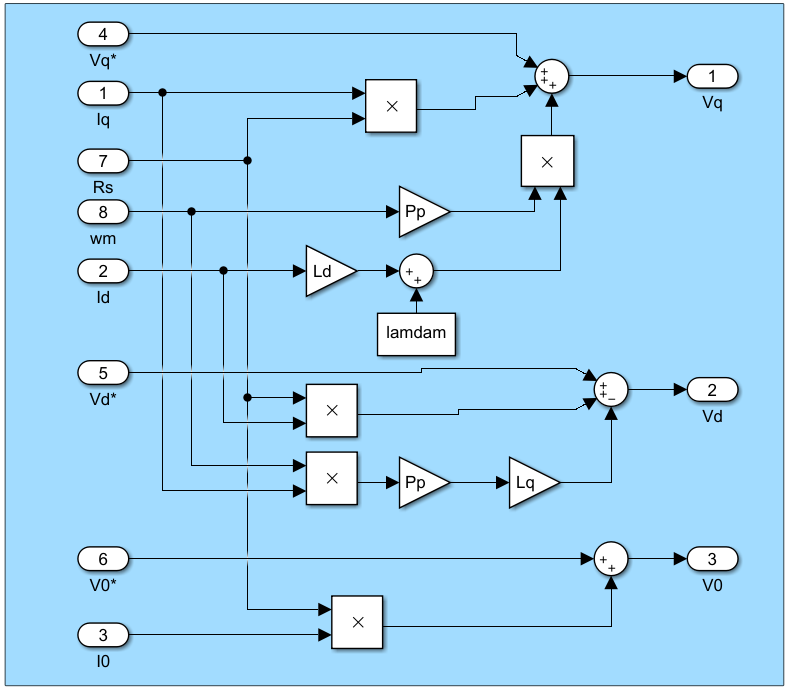 4
Vq*
1
Iq
7
Rs
8
wm
2
Id
5
Vd*
6
V0*
3
I0
×
+
+
+
1
Vq
×
Pp
Ld
+
+
lamdam
×
+
+
−
2
Vd
×
Pp
Lq
+
+
3
V0
×